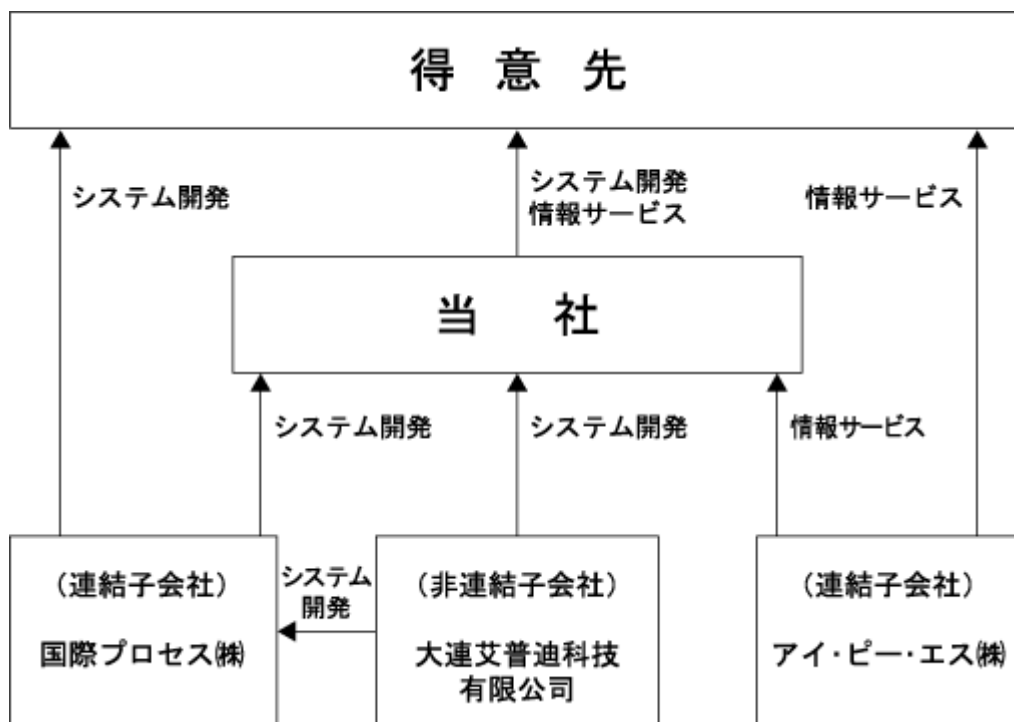 得意先
システム開発
システム開発
情報サービス
情報サービス
当社
システム開発
システム開発
情報サービス
(連結子会社)
国際プロセス㈱
システム
開発
(非連結子会社)
大連艾普迪科技
有限公司
(連結子会社)
アイ・ピー・エス㈱